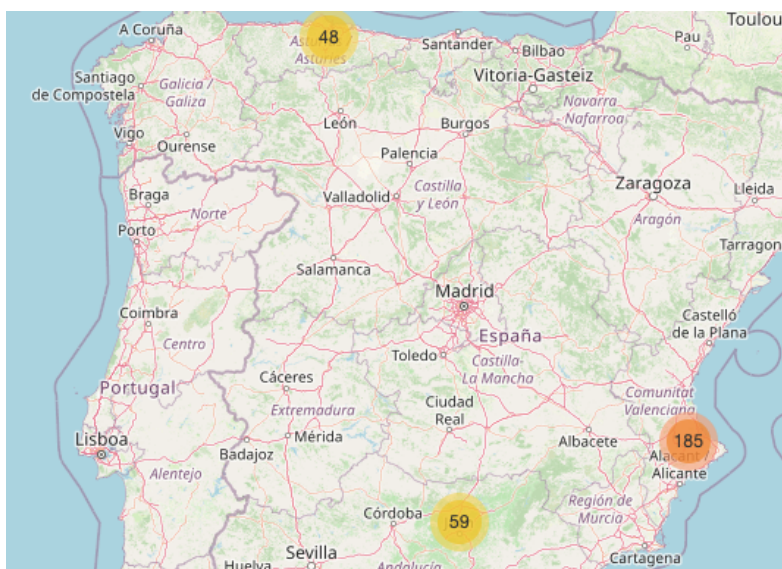 Toulou
A Coruña
48
Asturias /
Asturies
Santander
Bilbao
Pau
Santiago
de Compostela
Galicia /
Galiza
Vitoria-Gasteiz
Navarra
- Nafarroa
León
Burgos
Vigo
Ourense
Palencia
Braga
Norte
Valladolid
Castilla
y León
Zaragoza
Lleida
Aragón
Porto
Tarragon
Salamanca
Madrid
Coimbra
España
Castelló
de la Plana
Centro
Toledo
Castilla-
La Mancha
Portugal
Cáceres
Extremadura
Ciudad
Real
Comunitat
Valenciana
Lisboa
Mérida
Badajoz
Albacete
185
Alacant /
Alicante
Alentejo
Córdoba
59
Región de
Murcia
Huelva
Sevilla
Andalucía
Cartagena